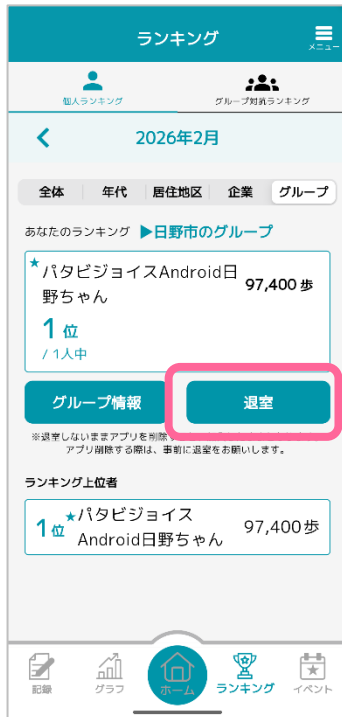 ランキング
メニュー
個人ランキング
グループ対抗ランキング
2026年2月
全体 年代 居住地区 企業 グループ
あなたのランキング ▶日野市のグループ
★パタビジョイスAndroid日
野ちゃん
97,400 歩
1 位
/ 1人中
グループ情報
退室
※退室しないままアプリを削除
アプリ削除する際は、事前に退室をお願いします。
ランキング上位者
1位
★パタビジョイス
Android日野ちゃん
97,400歩
記録
グラフ
ホーム
ランキング
イベント